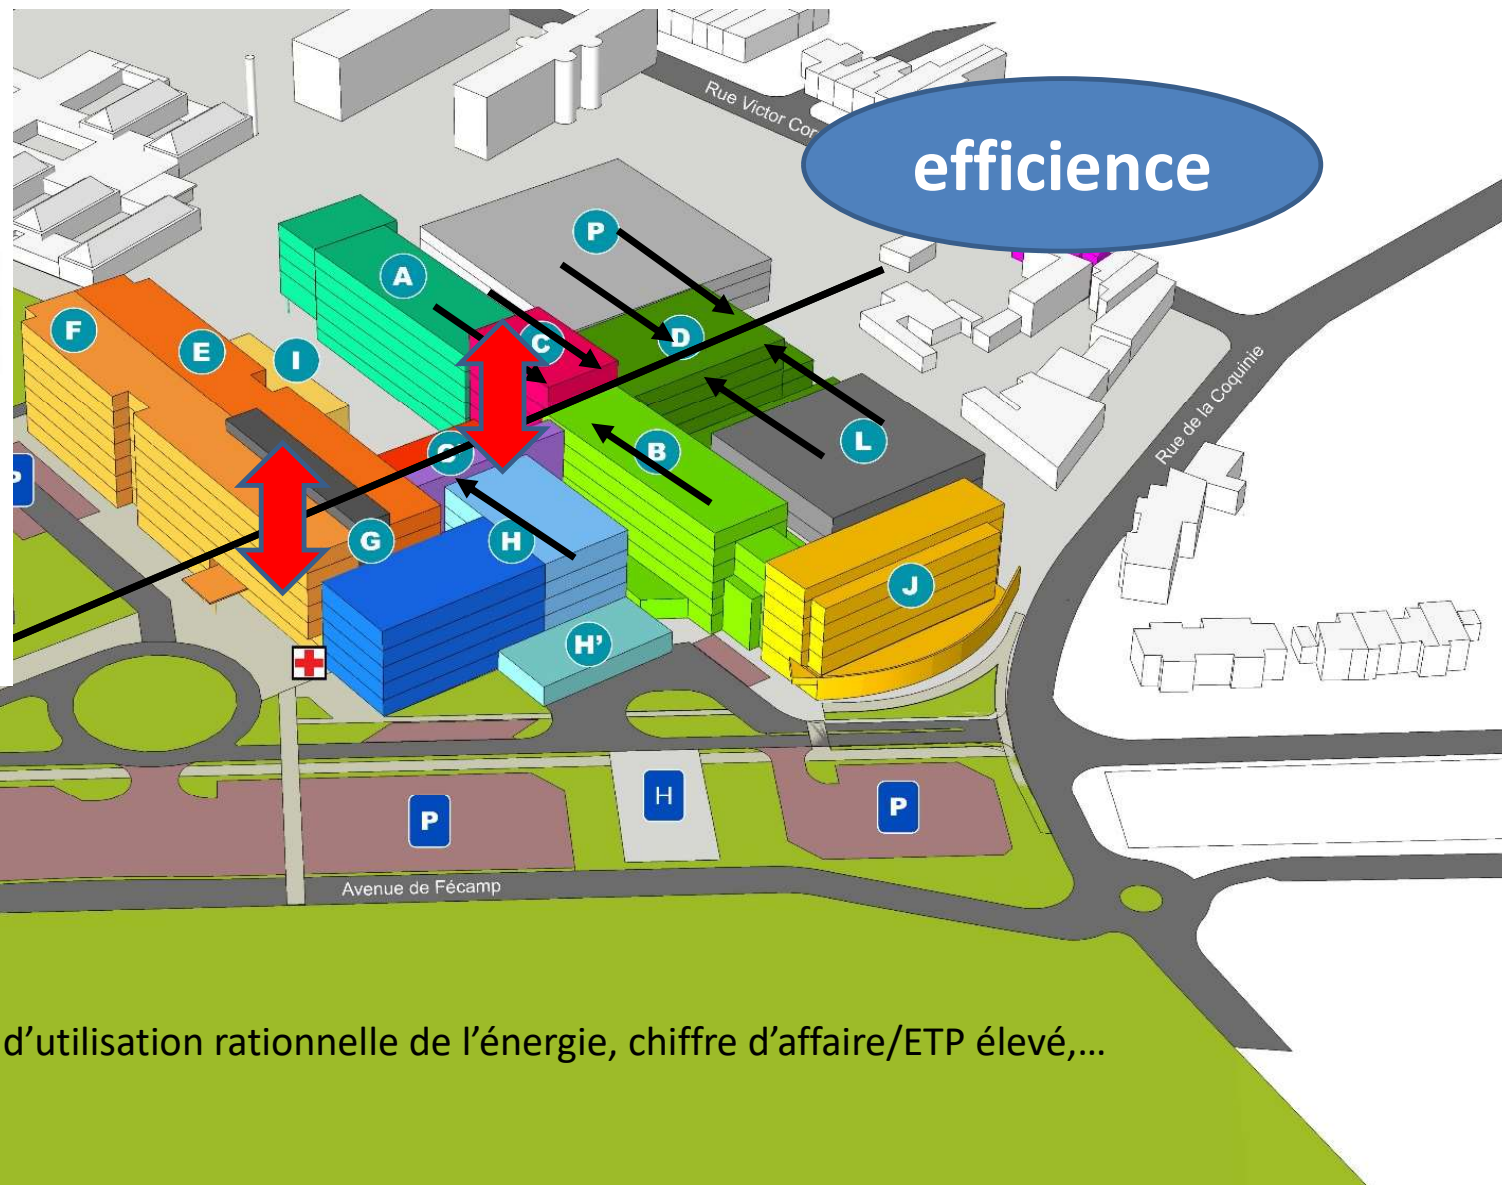 Rue Victor Cor
efficience
P
A
C
D
F
E
I
Rue de la Coquinie
B
L
P
G
H
J
H'
P
H
P
Avenue de Fécamp
d'utilisation rationnelle de l'énergie, chiffre d'affaire/ETP élevé,...